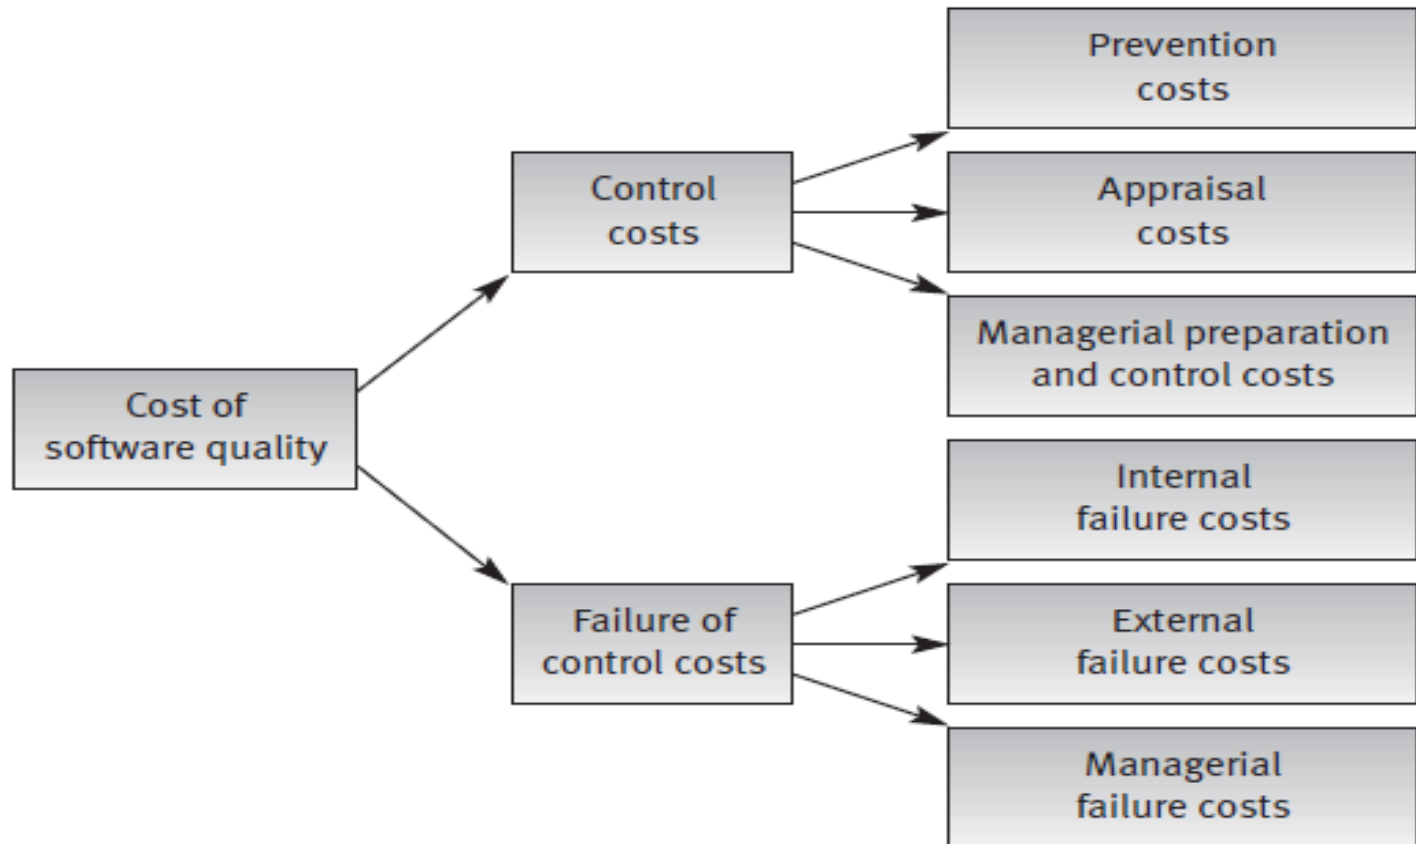 Prevention
costs
Control
costs
Appraisal
costs
Managerial preparation
and control costs
Cost of
software quality
Internal
failure costs
Failure of
control costs
External
failure costs
Managerial
failure costs